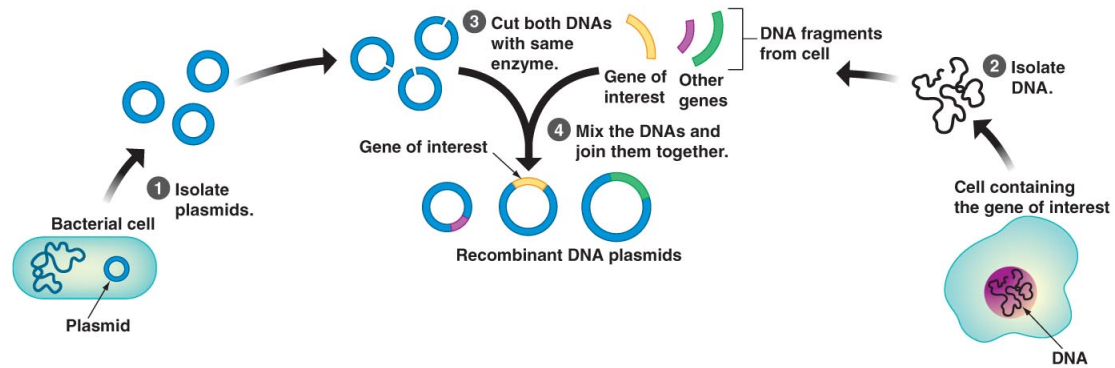 1 Isolate
plasmids.
Bacterial cell
Plasmid
2 Isolate
DNA.
Cell containing
the gene of interest
DNA
3 Cut both DNAs
with same
enzyme.
Gene of
interest
Other
genes
DNA fragments
from cell
4 Mix the DNAs and
join them together.
Gene of interest
Recombinant DNA plasmids